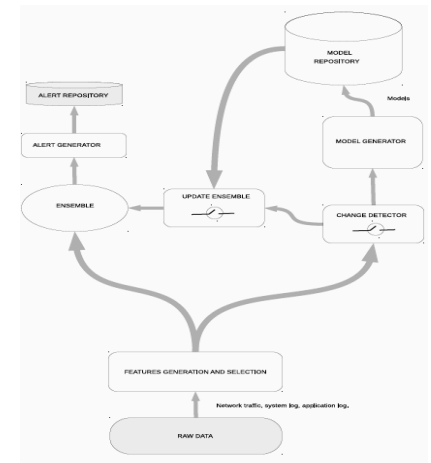 MODEL
REPOSITORY
ALERT REPOSITORY
Models
ALERT GENERATOR
MODEL GENERATOR
ENSEMBLE
UPDATE ENSEMBLE
CHANGE DETECTOR
FEATURES GENERATION AND SELECTION
Network traffic, system log, application log,
RAW DATA